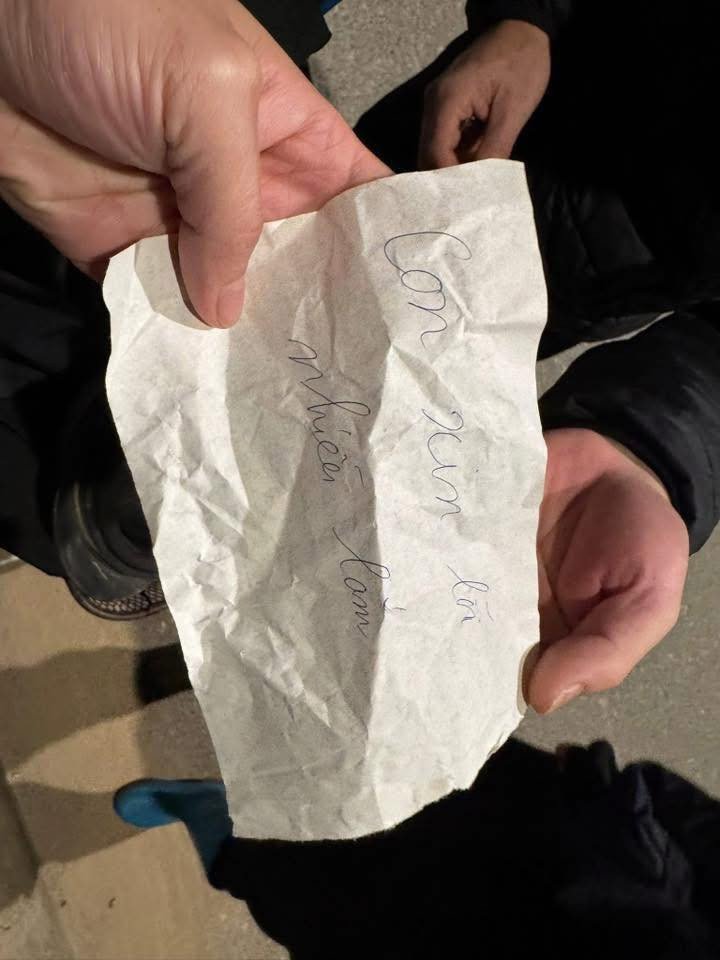 Con xin lỗi
nhiều lắm